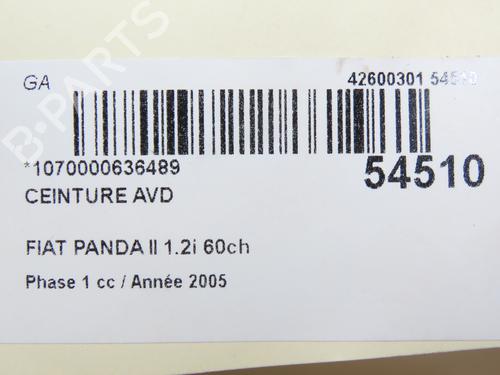 GA
42600301 54510
*1070000636489
54510
CEINTURE AVD
FIAT PANDA II 1.2i 60ch
Phase 1 cc / Année 2005
B-PARTS